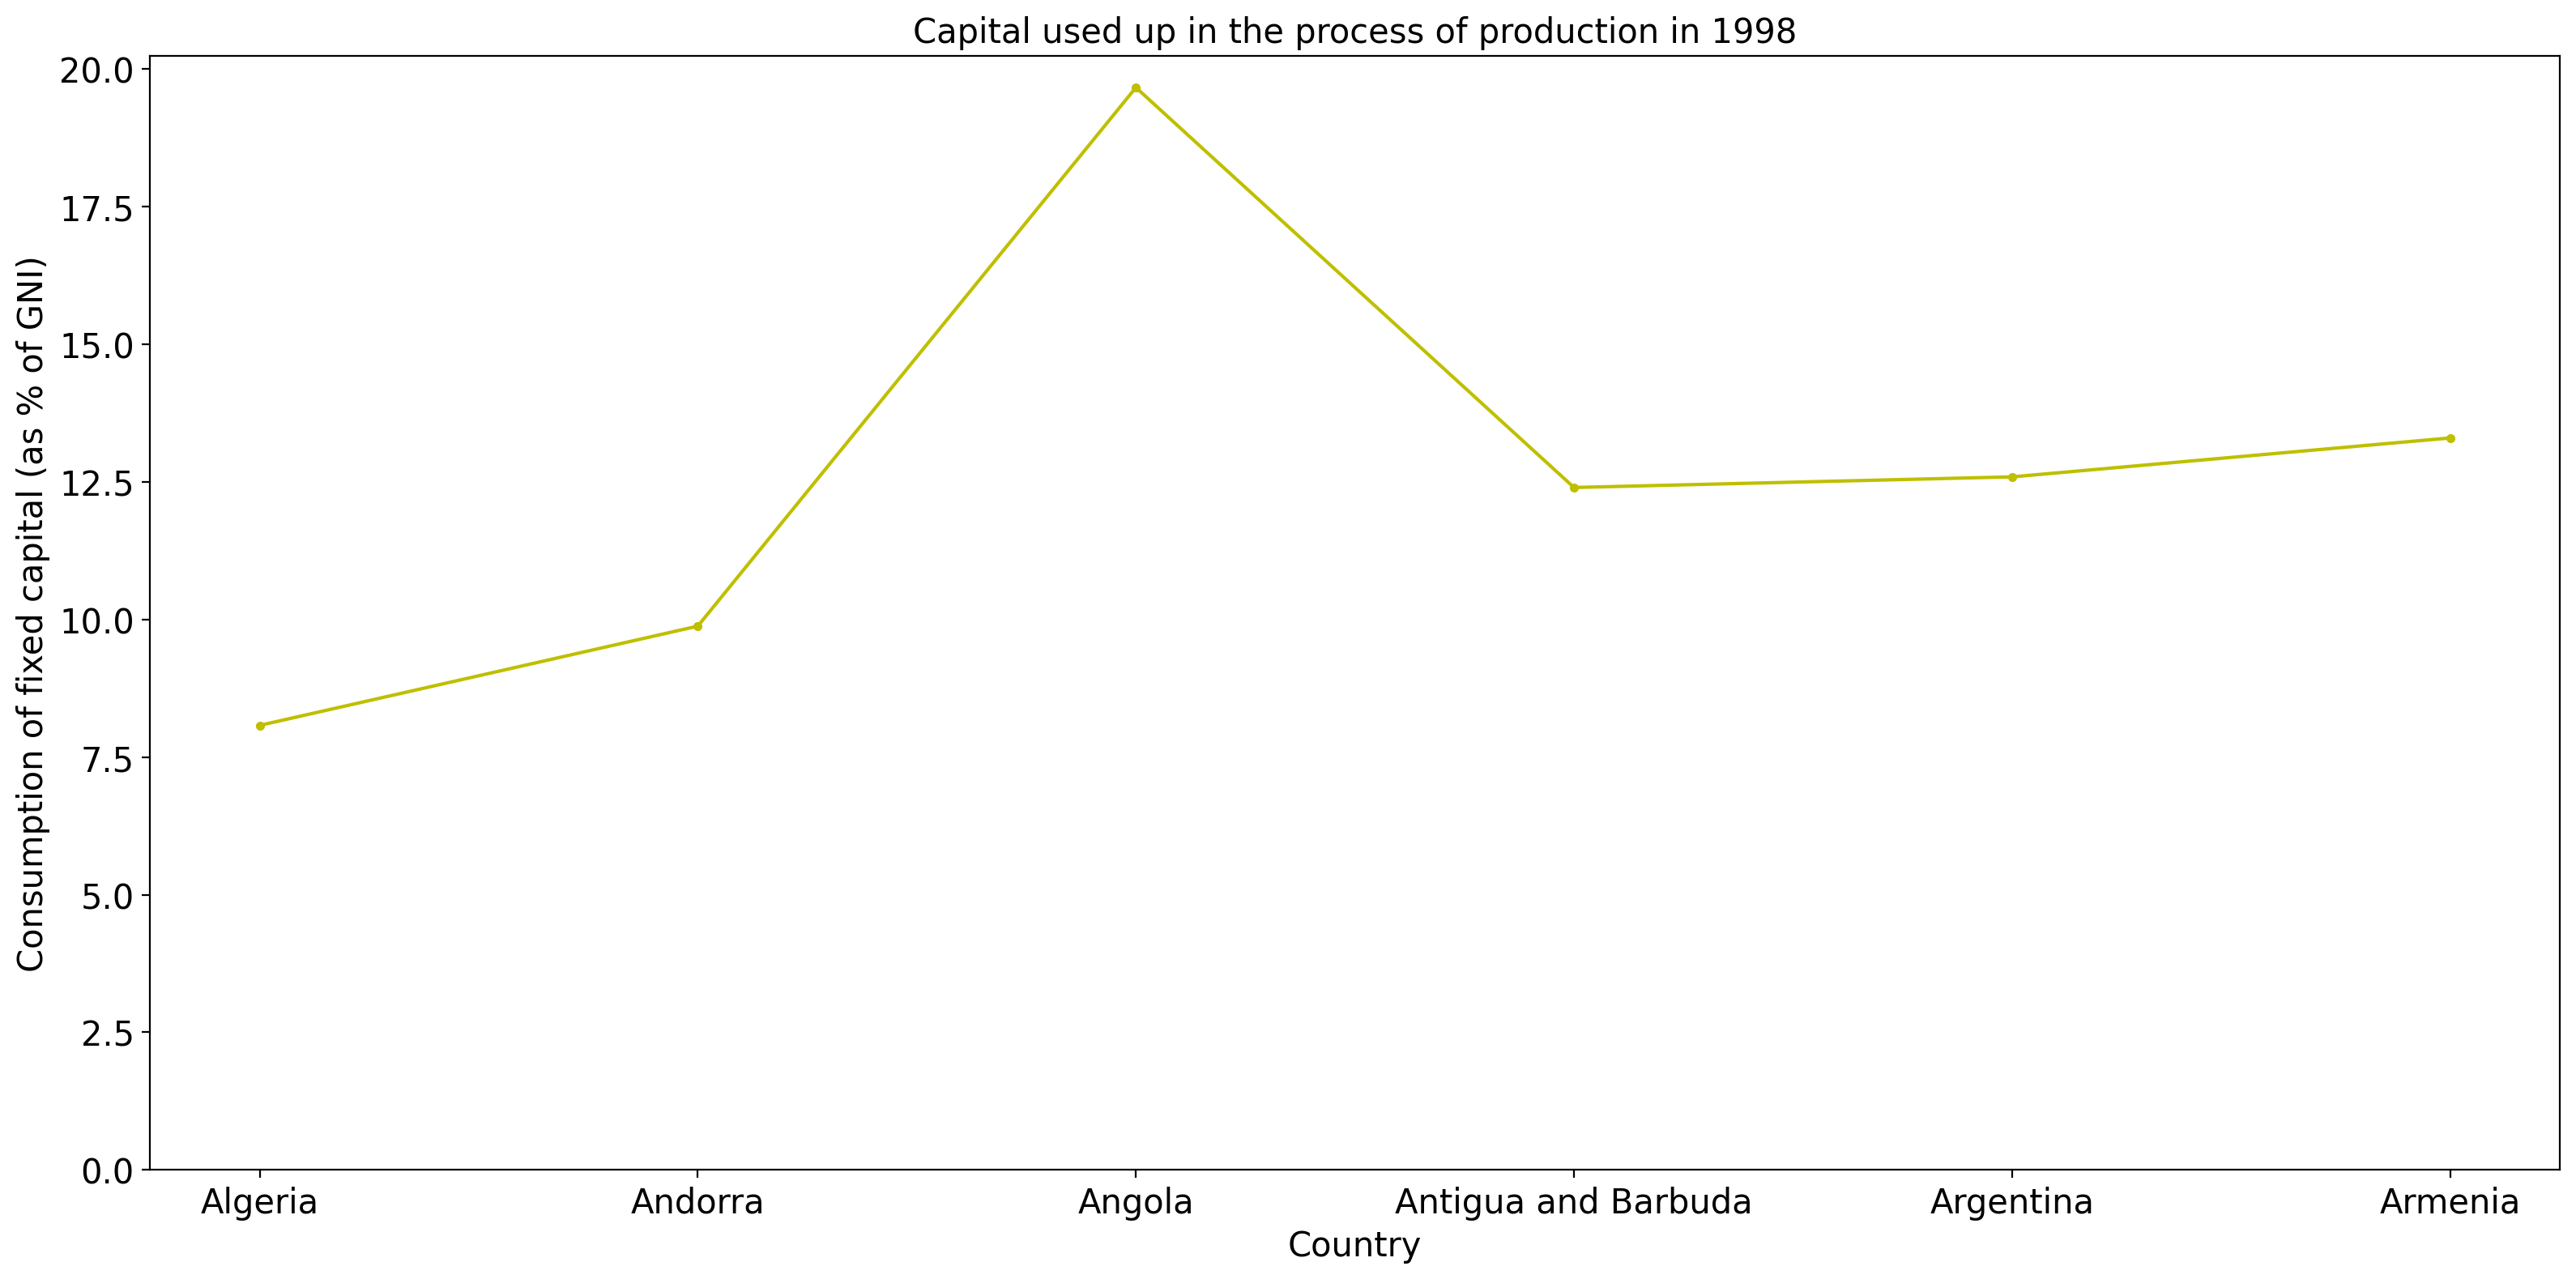 Capital used up in the process of production in 1998
Consumption of fixed capital (as % of GNI)
20.0
17.5
15.0
12.5
10.0
7.5
5.0
2.5
0.0
Algeria
Andorra
Angola
Antigua and Barbuda
Argentina
Armenia
Country